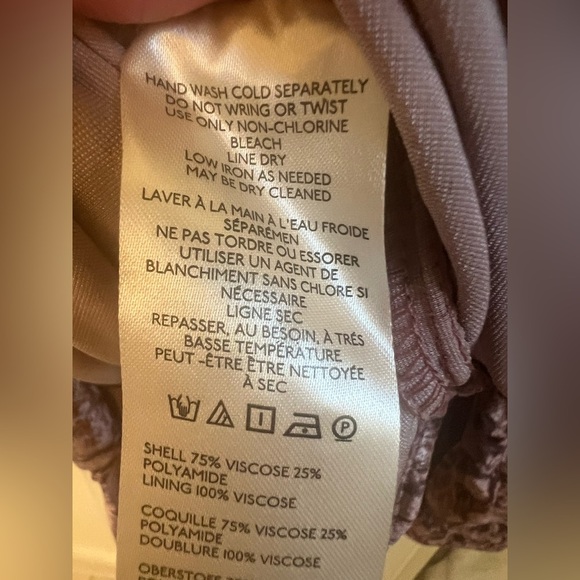 HAND WASH COLD SEPARATELY
DO NOT WRING OR TWIST
USE ONLY NON-CHLORINE
BLEACH
LINE DRY
LOW IRON AS NEEDED
MAY BE DRY CLEANED
LAVER À LA MAIN À L'EAU FROIDE
SÉPARÉMEN
NE PAS TORDRE OU ESSORER
UTILISER UN AGENT DE
BLANCHIMENT SANS CHLORE SI
NÉCESSAIRE
LIGNE SEC
REPASSER, AU BESOIN, À TRÉS
BASSE TEMPÉRATURE
PEUT -ÊTRE ÊTRE NETTOYÉE
À SEC
P
SHELL 75% VISCOSE 25%
POLYAMIDE
LINING 100% VISCOSE
COQUILLE 75% VISCOSE 25%
POLYAMIDE
DOUBLURE 100% VISCOSE
OBERSTOFF